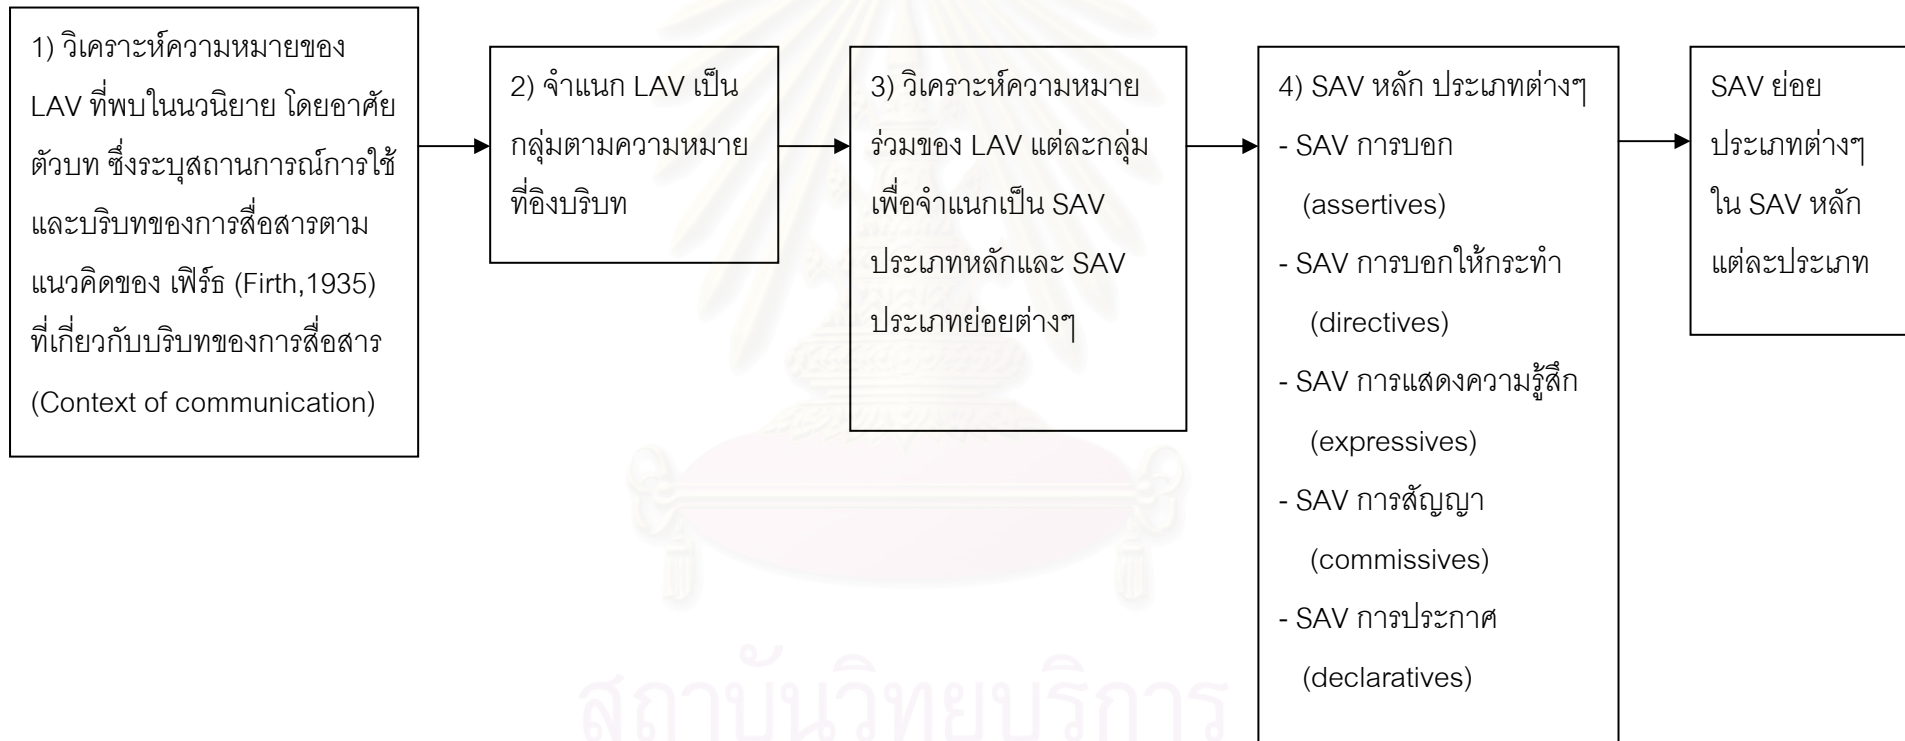 1) วิเคราะห์ความหมายของ
LAV ที่พบในนวนิยาย โดยอาศัย
ตัวบท ซึ่งระบุสถานการณ์การใช้
และบริบทของการสื่อสารตาม
แนวคิดของ เฟิร์ธ (Firth,1935)
ที่เกี่ยวกับบริบทของการสื่อสาร
(Context of communication)
2) จำแนก LAV เป็น
กลุ่มตามความหมาย
ที่อิงบริบท
3) วิเคราะห์ความหมาย
ร่วมของ LAV แต่ละกลุ่ม
เพื่อจำแนกเป็น SAV
ประเภทหลักและ SAV
ประเภทย่อยต่างๆ
4) SAV หลัก ประเภทต่างๆ
- SAV การบอก
(assertives)
- SAV การบอกให้กระทำ
(directives)
- SAV การแสดงความรู้สึก
(expressives)
- SAV การสัญญา
(commissives)
- SAV การประกาศ
(declaratives)
SAV ย่อย
ประเภทต่างๆ
ใน SAV หลัก
แต่ละประเภท
สถาบันวิทยบริการ